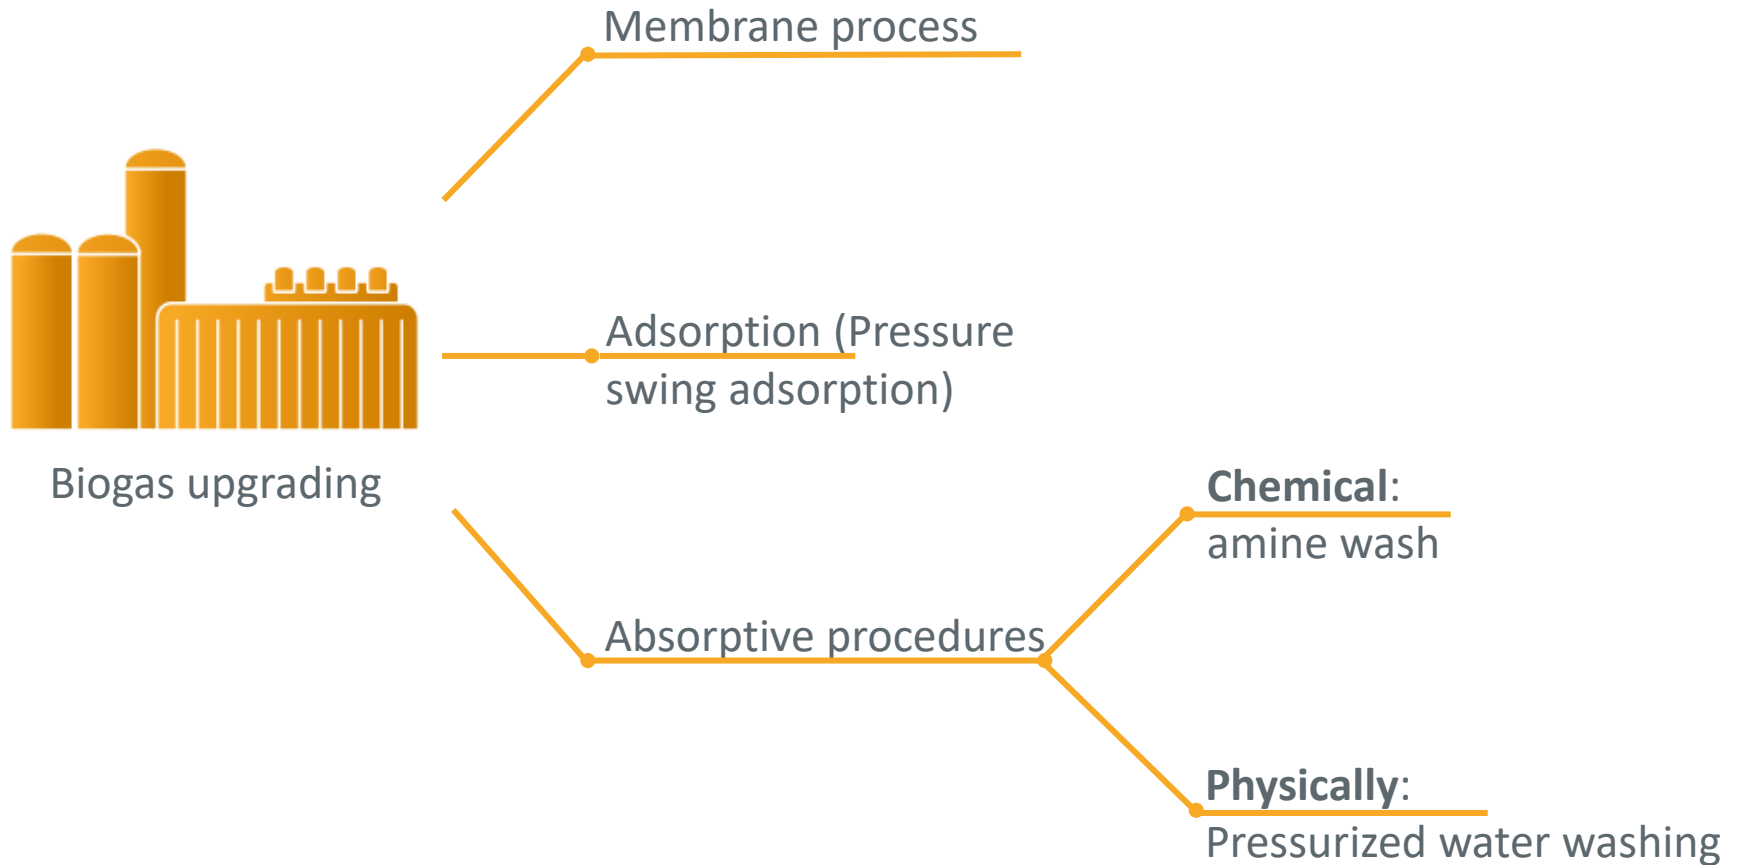 Membrane process
Adsorption (Pressure
swing adsorption)
Biogas upgrading
Chemical:
amine wash
Absorptive procedures
Physically:
Pressurized water washing